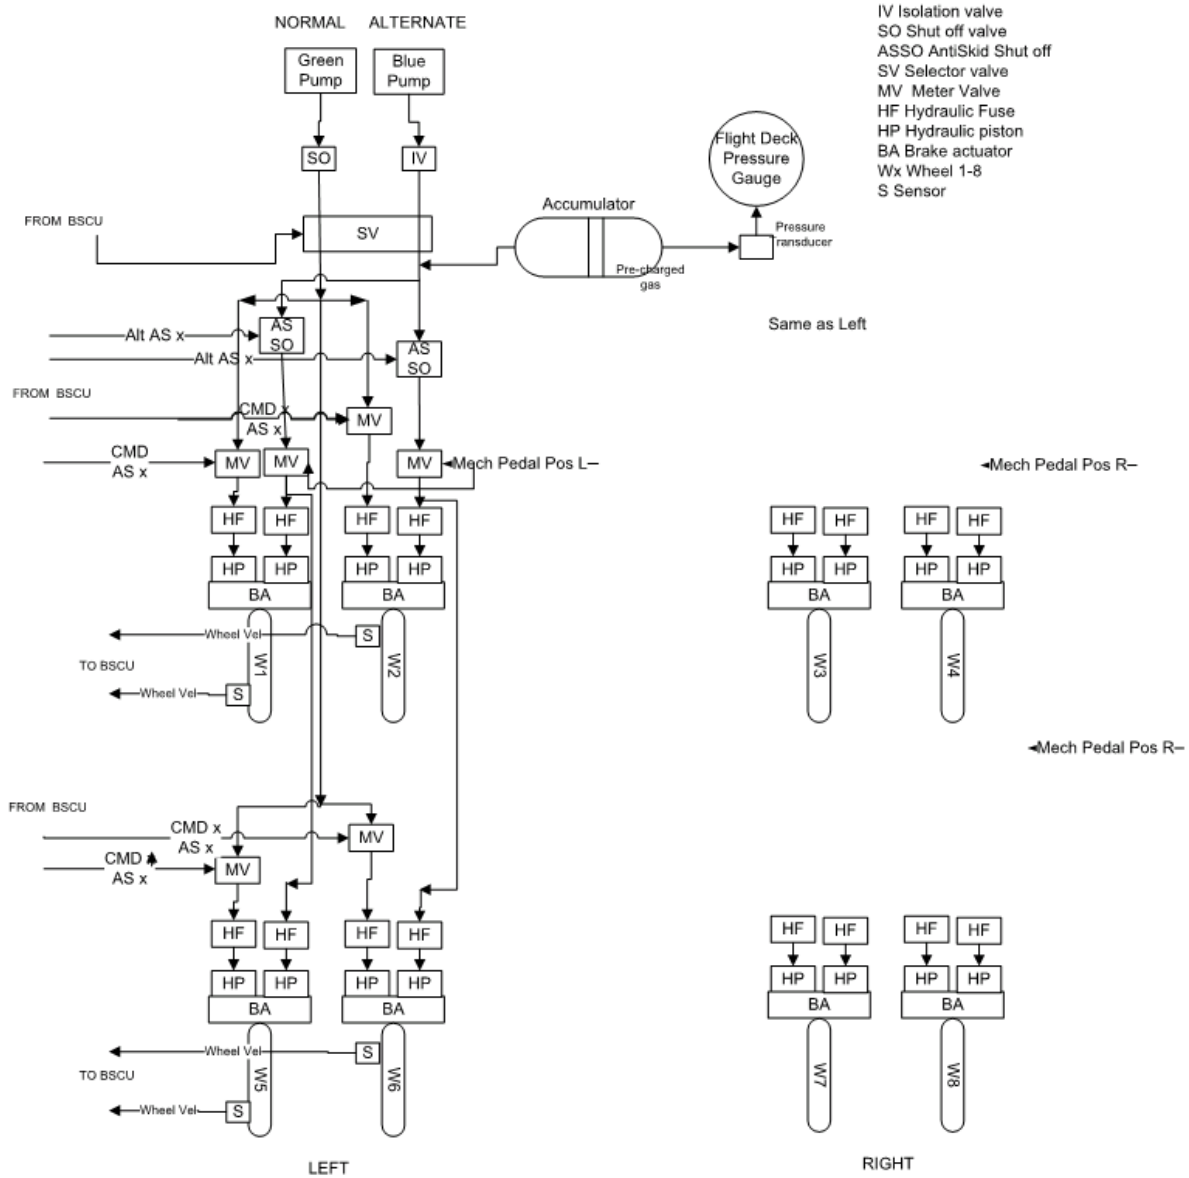 NORMAL ALTERNATE
Green
Pump
Blue
Pump
SO
IV
IV Isolation valve
SO Shut off valve
ASSO AntiSkid Shut off
SV Selector valve
MV Meter Valve
HF Hydraulic Fuse
HP Hydraulic piston
BA Brake actuator
Wx Wheel 1-8
S Sensor
Flight Deck
Pressure
Gauge
Accumulator
Pre-charged
gas
Pressure
ransducer
FROM BSCU
SV
Same as Left
AS
SO
Alt AS x
AS
SO
Alt AS x
FROM BSCU
CMD x
AS x
MV
CMD
AS x
MV
MV
MV
Mech Pedal Pos L
Mech Pedal Pos R
HF
HF
HF
HF
HF
HF
HF
HF
HP
HP
HP
HP
HP
HP
HP
HP
BA
BA
BA
BA
Wheel Vel
S
TO BSCU
W1
W2
W3
W4
Wheel Vel
S
Mech Pedal Pos R
FROM BSCU
CMD x
AS x
MV
CMD
AS x
MV
HF
HF
HF
HF
HF
HF
HF
HF
HP
HP
HP
HP
HP
HP
HP
HP
BA
BA
BA
BA
Wheel Vel
S
TO BSCU
W5
W6
W7
W8
Wheel Vel
S
LEFT
RIGHT